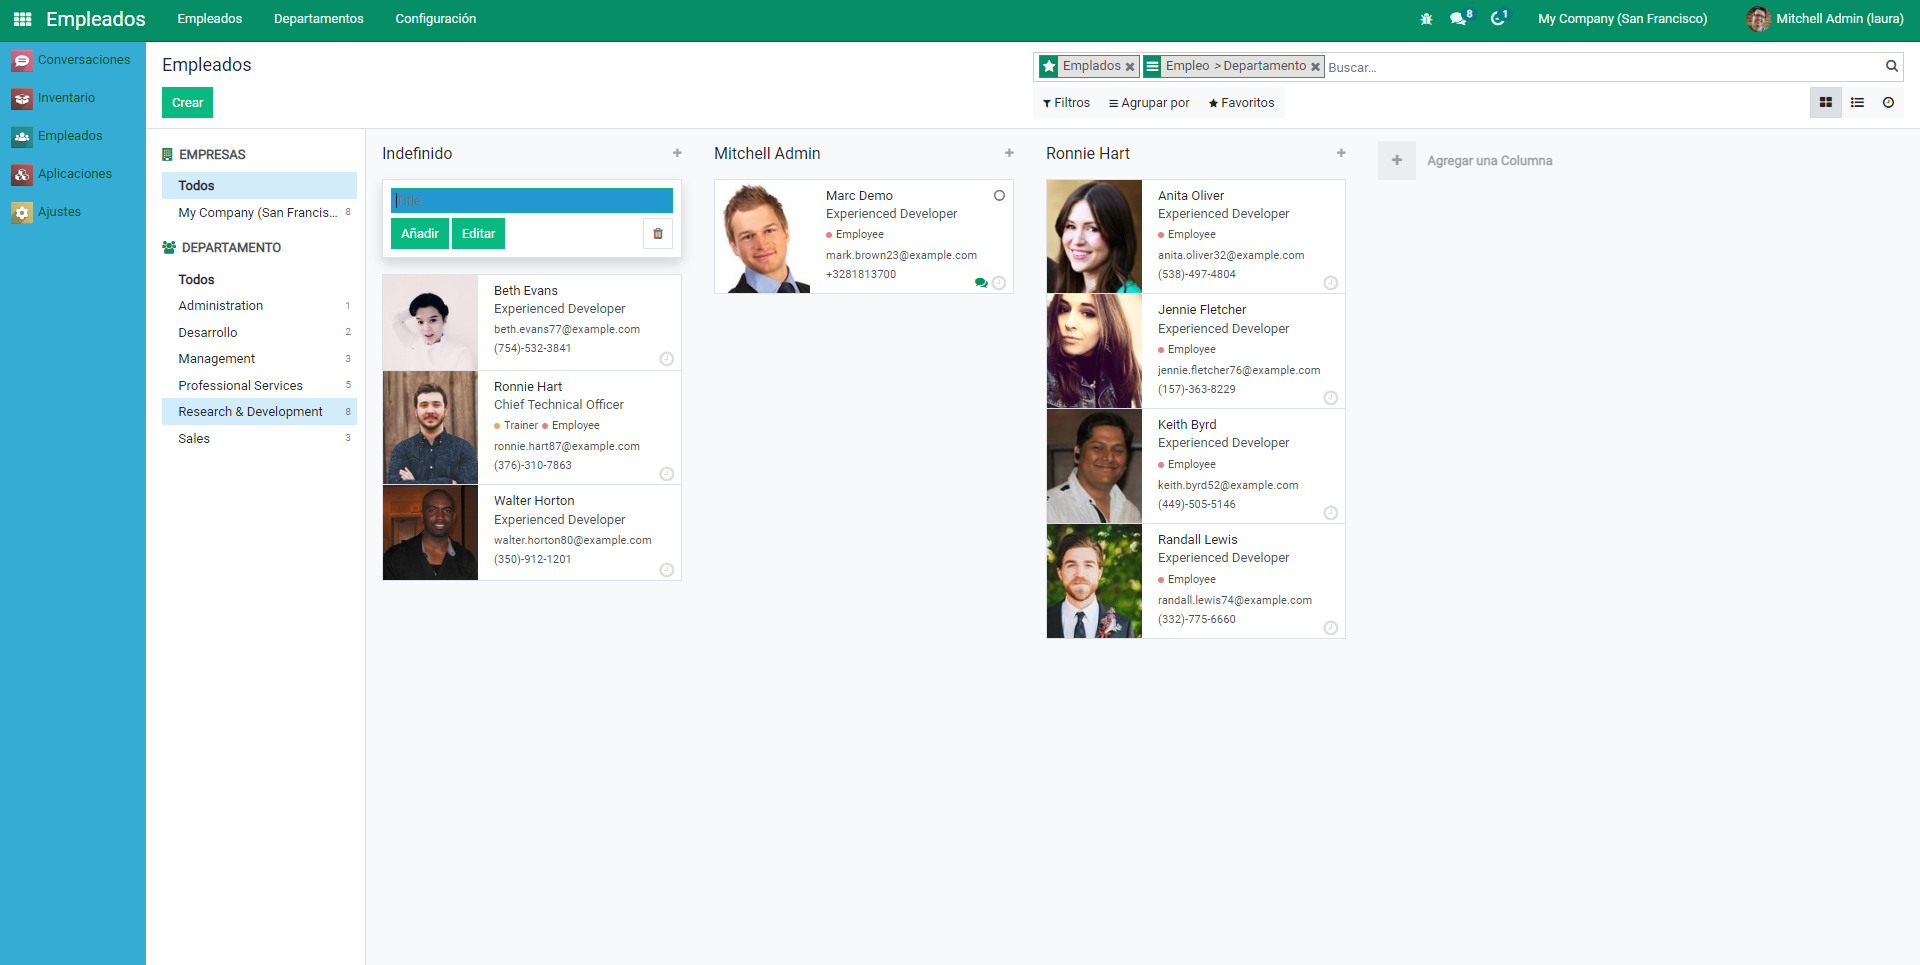 Empleados Empleados Departamentos Configuración 8 1 My Company (San Francisco) Mitchell Admin (laura)
Conversaciones
Inventario
Empleados
Aplicaciones
Ajustes
Empleados
Emplados Empleo > Departamento Buscar...
Crear
Filtros Agrupar por Favoritos
EMPRESAS
Todos
My Company (San Francis... 8
DEPARTAMENTO
Todos
Administration 1
Desarrollo 2
Management 3
Professional Services 5
Research & Development 8
Sales 3
Indefinido
Title
Añadir Editar
Beth Evans
Experienced Developer
beth.evans77@example.com
(754)-532-3841
Ronnie Hart
Chief Technical Officer
Trainer Employee
ronnie.hart87@example.com
(376)-310-7863
Walter Horton
Experienced Developer
walter.horton80@example.com
(350)-912-1201
Mitchell Admin
Marc Demo
Experienced Developer
Employee
mark.brown23@example.com
+3281813700
Ronnie Hart
Anita Oliver
Experienced Developer
Employee
anita.oliver32@example.com
(538)-497-4804
Jennie Fletcher
Experienced Developer
Employee
jennie.fletcher76@example.com
(157)-363-8229
Keith Byrd
Experienced Developer
Employee
keith.byrd52@example.com
(449)-505-5146
Randall Lewis
Experienced Developer
Employee
randall.lewis74@example.com
(332)-775-6660
Agregar una Columna